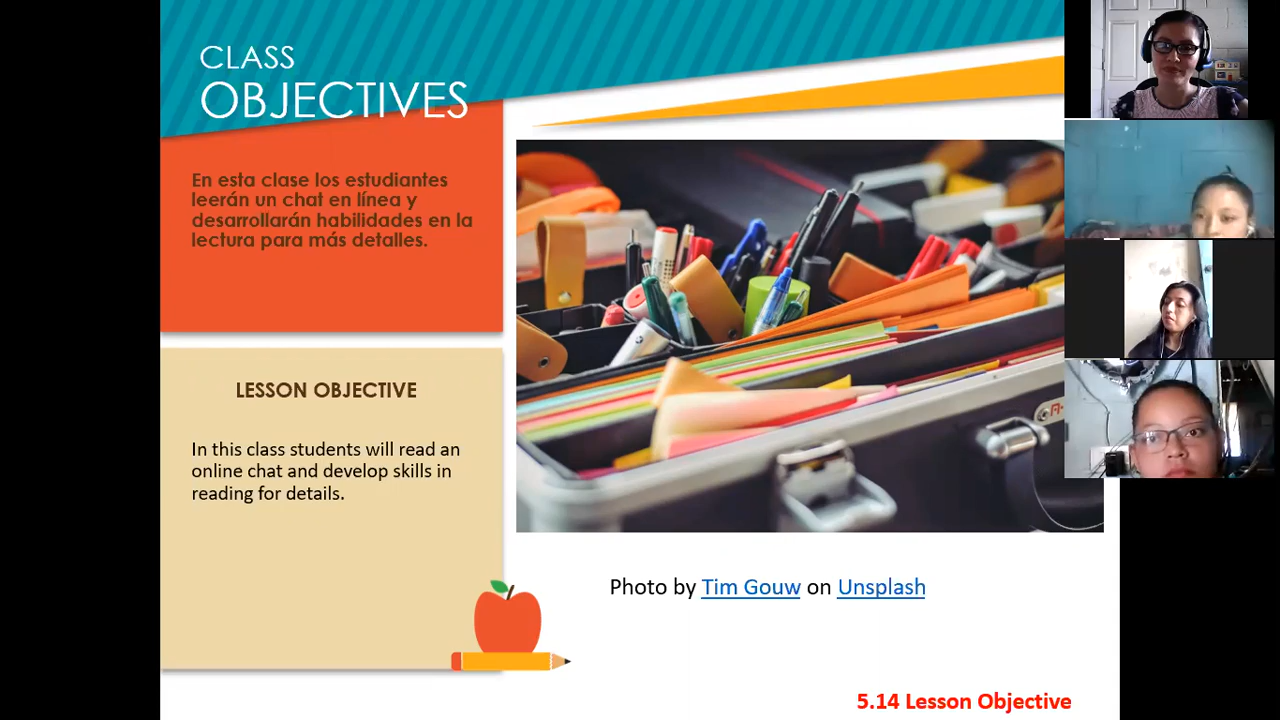 CLASS
OBJECTIVES
En esta clase los estudiantes
leerán un chat en línea y
desarrollarán habilidades en la
lectura para más detalles.
LESSON OBJECTIVE
In this class students will read an
online chat and develop skills in
reading for details.
Photo by Tim Gouw on Unsplash
5.14 Lesson Objective